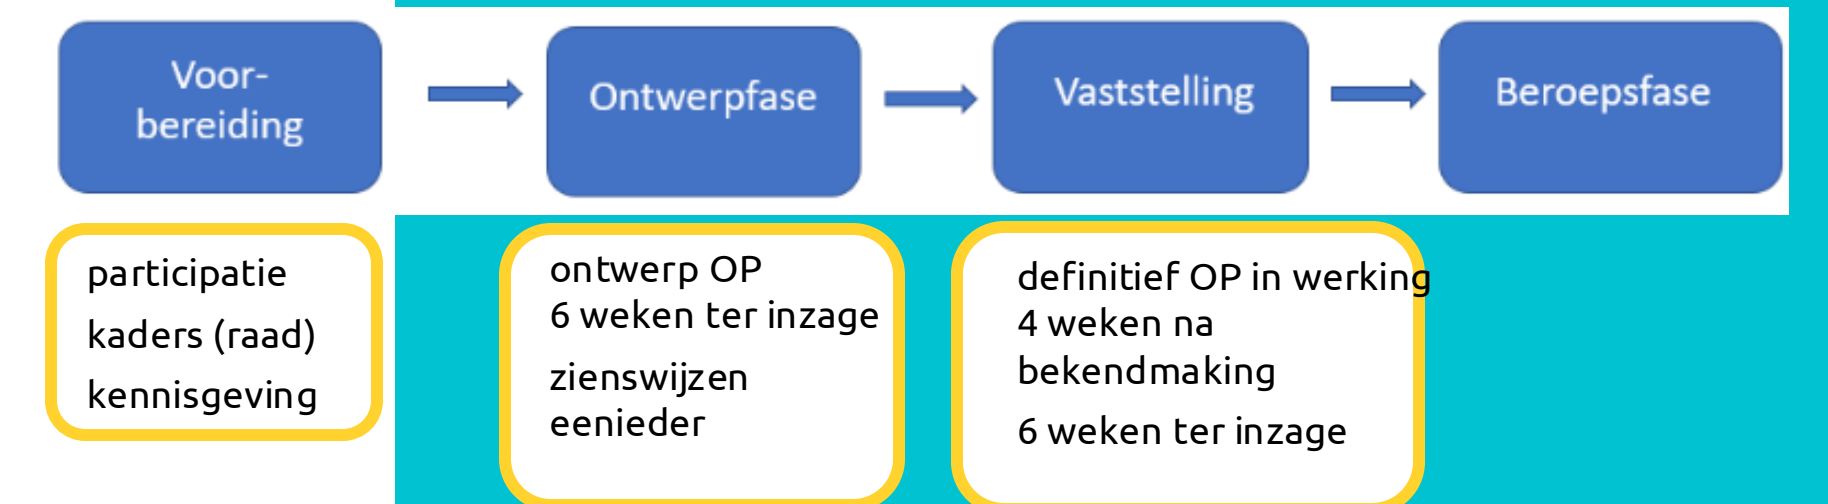 Voor-
bereiding
Ontwerpfase
Vaststelling
Beroepsfase
participatie
kaders (raad)
kennisgeving
ontwerp OP
6 weken ter inzage
zienswijzen
eenieder
definitief OP in werking
4 weken na
bekendmaking
6 weken ter inzage